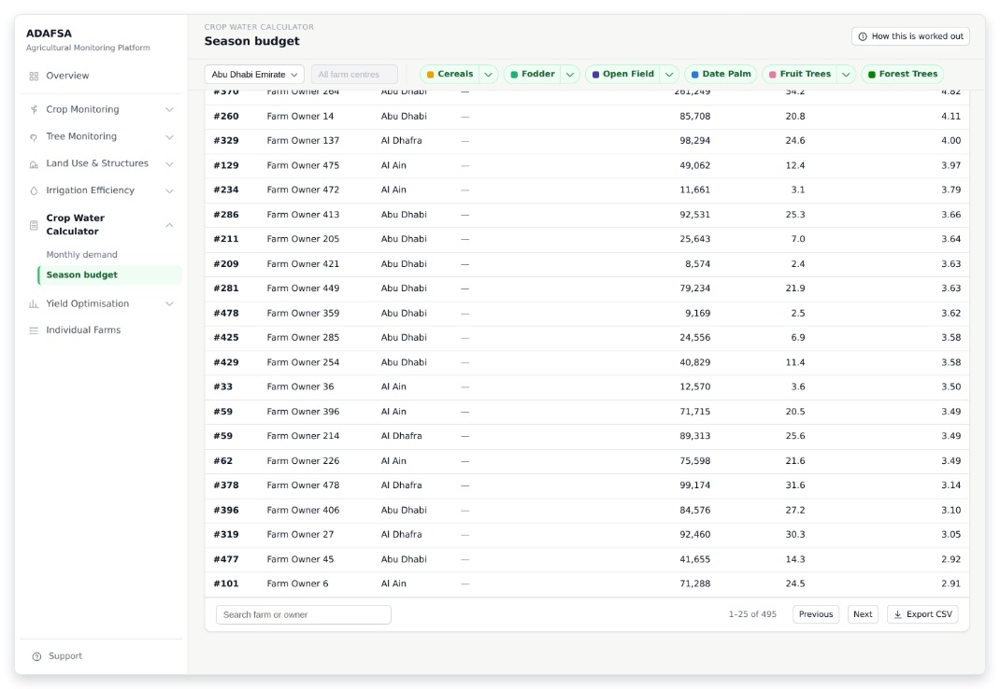 ADAFSA
Agricultural Monitoring Platform
Overview
Crop Monitoring
Tree Monitoring
Land Use & Structures
Irrigation Efficiency
Crop Water
Calculator
Monthly demand
Season budget
Yield Optimisation
Individual Farms
Support
CROP WATER CALCULATOR
Season budget
How this is worked out
Abu Dhabi Emirate All farm centres Cereals Fodder Open Field Date Palm Fruit Trees Forest Trees
#370 Farm Owner 264 Abu Dhabi — 261,249 54.2 4.82
#260 Farm Owner 14 Abu Dhabi — 85,708 20.8 4.11
#329 Farm Owner 137 Al Dhafra — 98,294 24.6 4.00
#129 Farm Owner 475 Al Ain — 49,062 12.4 3.97
#234 Farm Owner 472 Al Ain — 11,661 3.1 3.79
#286 Farm Owner 413 Abu Dhabi — 92,531 25.3 3.66
#211 Farm Owner 205 Abu Dhabi — 25,643 7.0 3.64
#209 Farm Owner 421 Abu Dhabi — 8,574 2.4 3.63
#281 Farm Owner 449 Abu Dhabi — 79,234 21.9 3.63
#478 Farm Owner 359 Abu Dhabi — 9,169 2.5 3.62
#425 Farm Owner 285 Abu Dhabi — 24,556 6.9 3.58
#429 Farm Owner 254 Abu Dhabi — 40,829 11.4 3.58
#33 Farm Owner 36 Al Ain — 12,570 3.6 3.50
#59 Farm Owner 396 Al Ain — 71,715 20.5 3.49
#59 Farm Owner 214 Al Dhafra — 89,313 25.6 3.49
#62 Farm Owner 226 Al Ain — 75,598 21.6 3.49
#378 Farm Owner 478 Al Dhafra — 99,174 31.6 3.14
#396 Farm Owner 406 Abu Dhabi — 84,576 27.2 3.10
#319 Farm Owner 27 Al Dhafra — 92,460 30.3 3.05
#477 Farm Owner 45 Abu Dhabi — 41,655 14.3 2.92
#101 Farm Owner 6 Al Ain — 71,288 24.5 2.91
Search farm or owner 1–25 of 495 Previous Next Export CSV